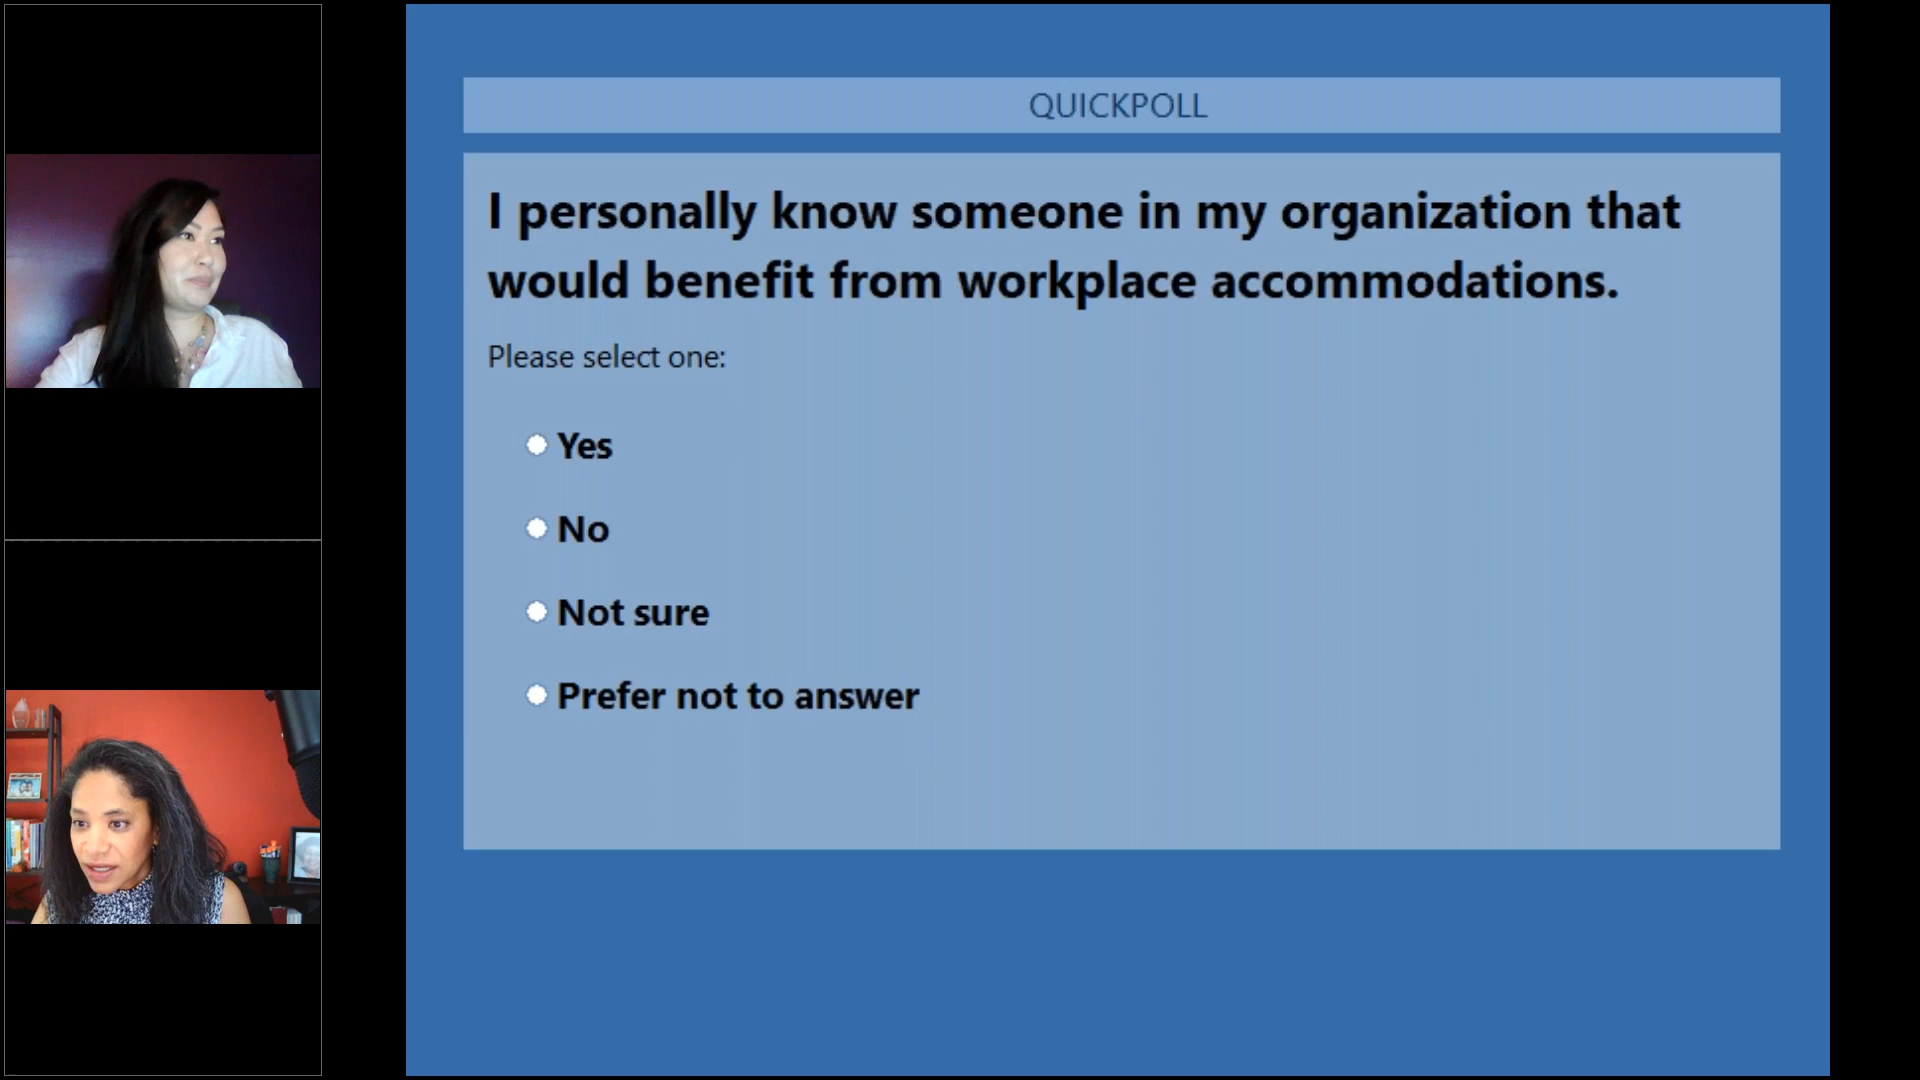 QUICKPOLL
I personally know someone in my organization that
would benefit from workplace accommodations.
Please select one:
Yes
No
Not sure
Prefer not to answer